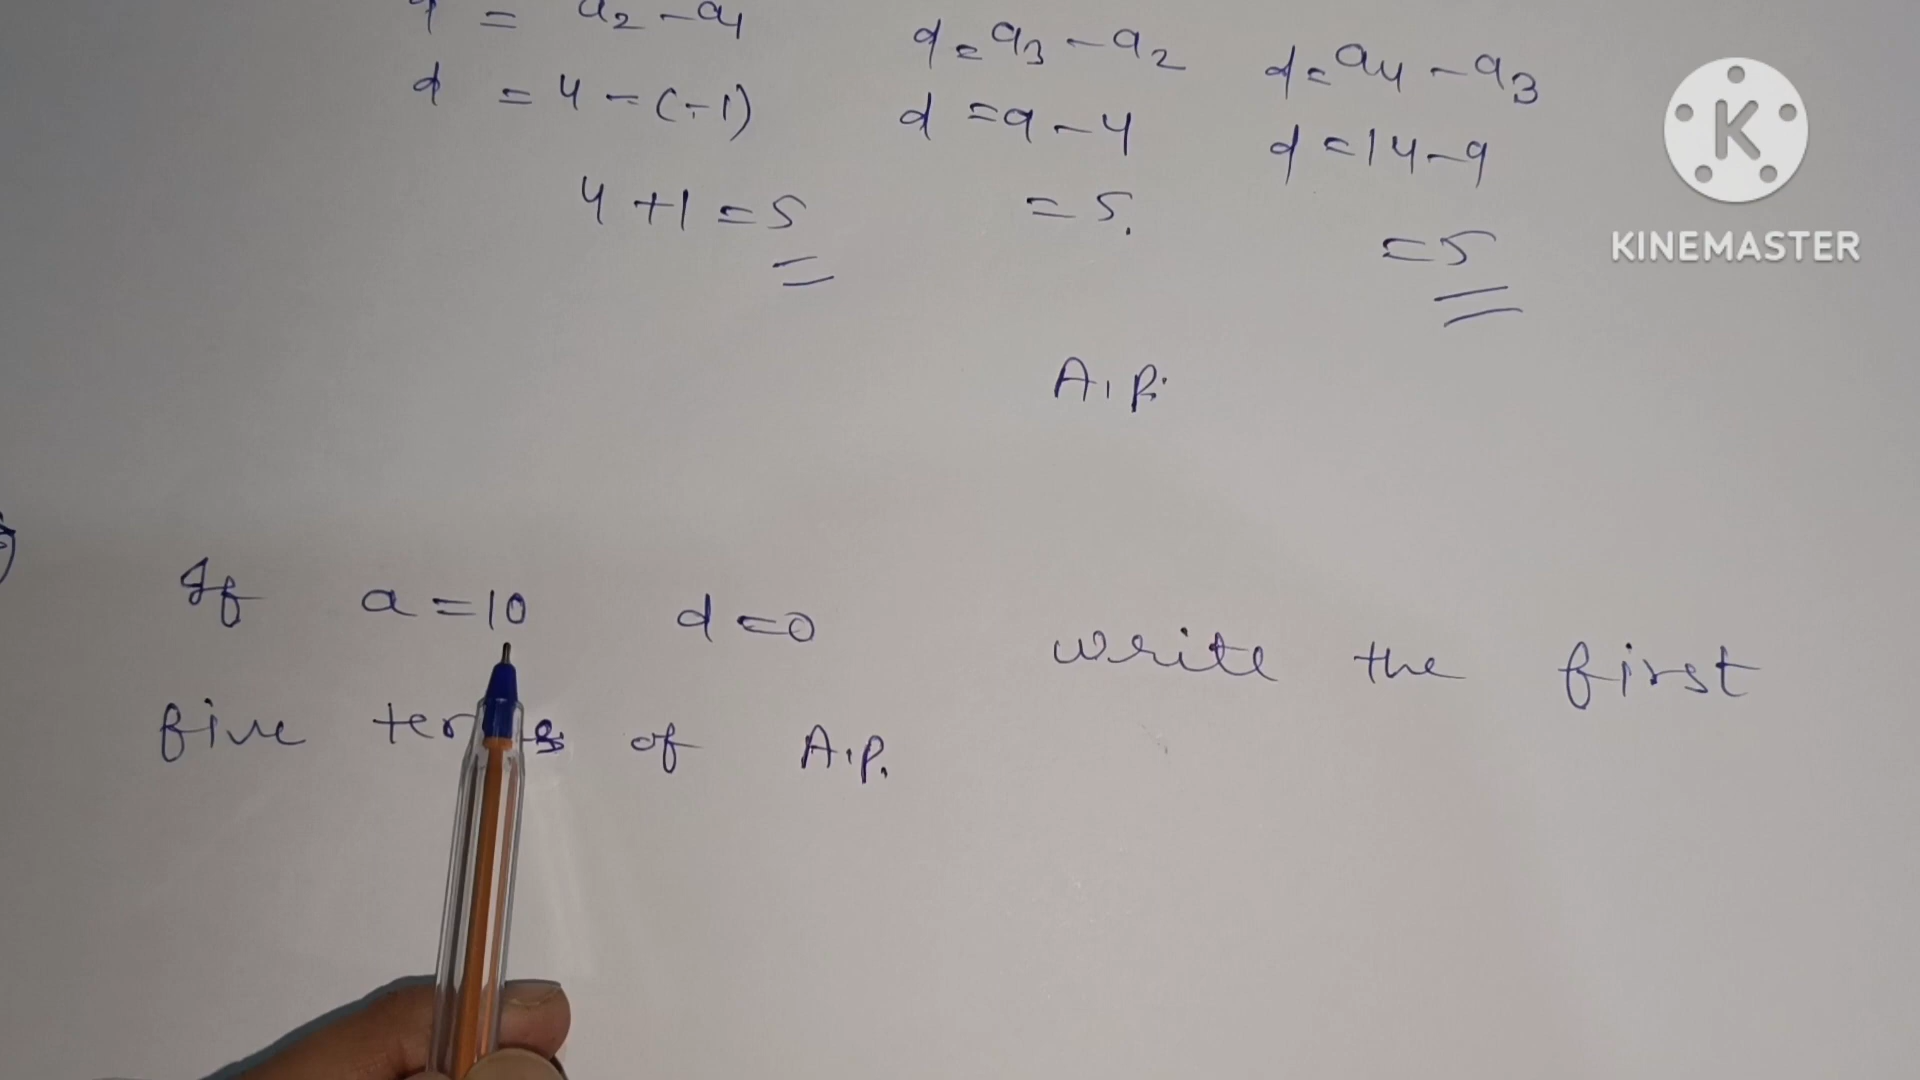 d = a2 - a1
d = a3 - a2
d = a4 - a3
d = 4 - (-1)
d = 9 - 4
d = 14 - 9
4 + 1 = 5
= 5.
= 5
A.P.
If a = 10 d = 0 write the first
five terms of A.P.
K
KINEMASTER